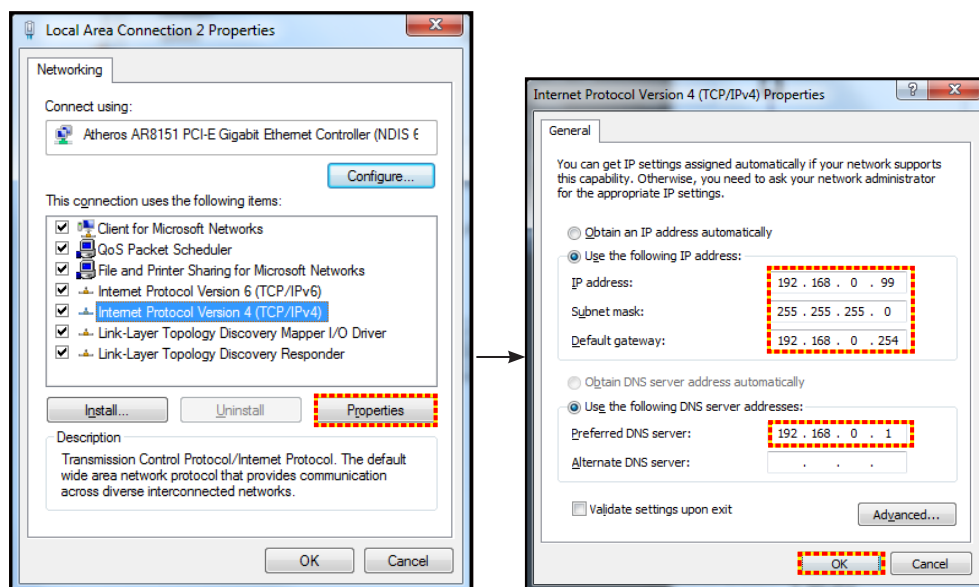 Local Area Connection 2 Properties
Networking
Connect using:
Atheros AR8151 PCI-E Gigabit Ethernet Controller (NDIS 6
Configure...
This connection uses the following items:
Client for Microsoft Networks
QoS Packet Scheduler
File and Printer Sharing for Microsoft Networks
Internet Protocol Version 6 (TCP/IPv6)
Internet Protocol Version 4 (TCP/IPv4)
Link-Layer Topology Discovery Mapper I/O Driver
Link-Layer Topology Discovery Responder
Install...
Uninstall
Properties
Description
Transmission Control Protocol/Internet Protocol. The default
wide area network protocol that provides communication
across diverse interconnected networks.
OK
Cancel
Internet Protocol Version 4 (TCP/IPv4) Properties
General
You can get IP settings assigned automatically if your network supports
this capability. Otherwise, you need to ask your network administrator
for the appropriate IP settings.
Obtain an IP address automatically
Use the following IP address:
IP address: 192 . 168 . 0 . 99
Subnet mask: 255 . 255 . 255 . 0
Default gateway: 192 . 168 . 0 . 254
Obtain DNS server address automatically
Use the following DNS server addresses:
Preferred DNS server: 192 . 168 . 0 . 1
Alternate DNS server: . . .
Validate settings upon exit
Advanced...
OK
Cancel